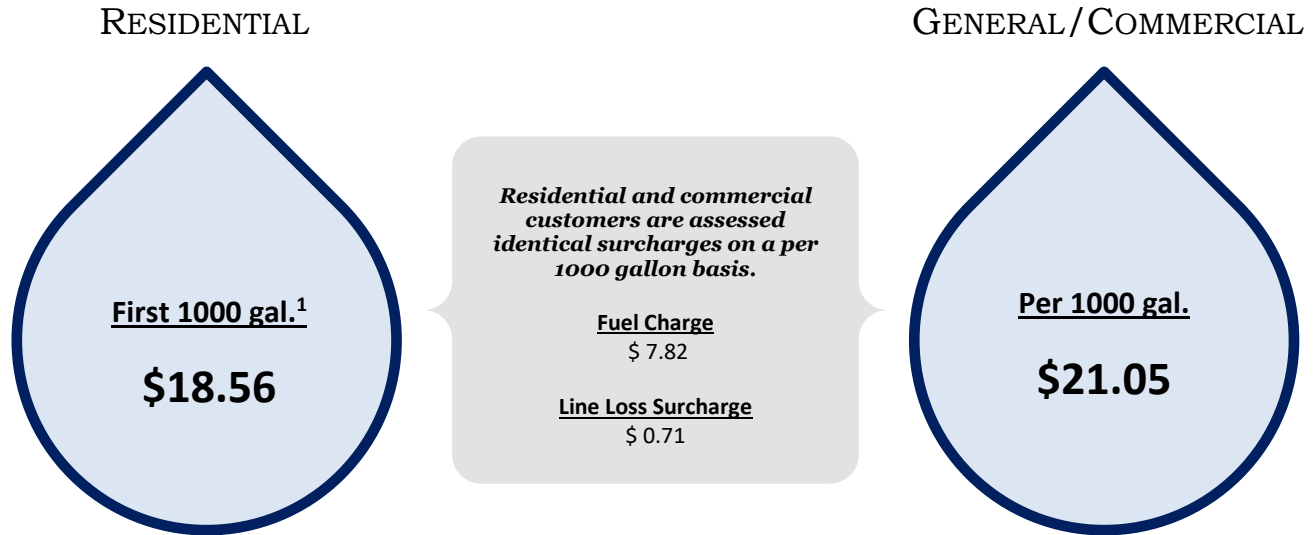 RESIDENTIAL
First 1000 gal.1
$18.56
Residential and commercial
customers are assessed
identical surcharges on a per
1000 gallon basis.
Fuel Charge
$ 7.82
Line Loss Surcharge
$ 0.71
GENERAL/COMMERCIAL
Per 1000 gal.
$21.05